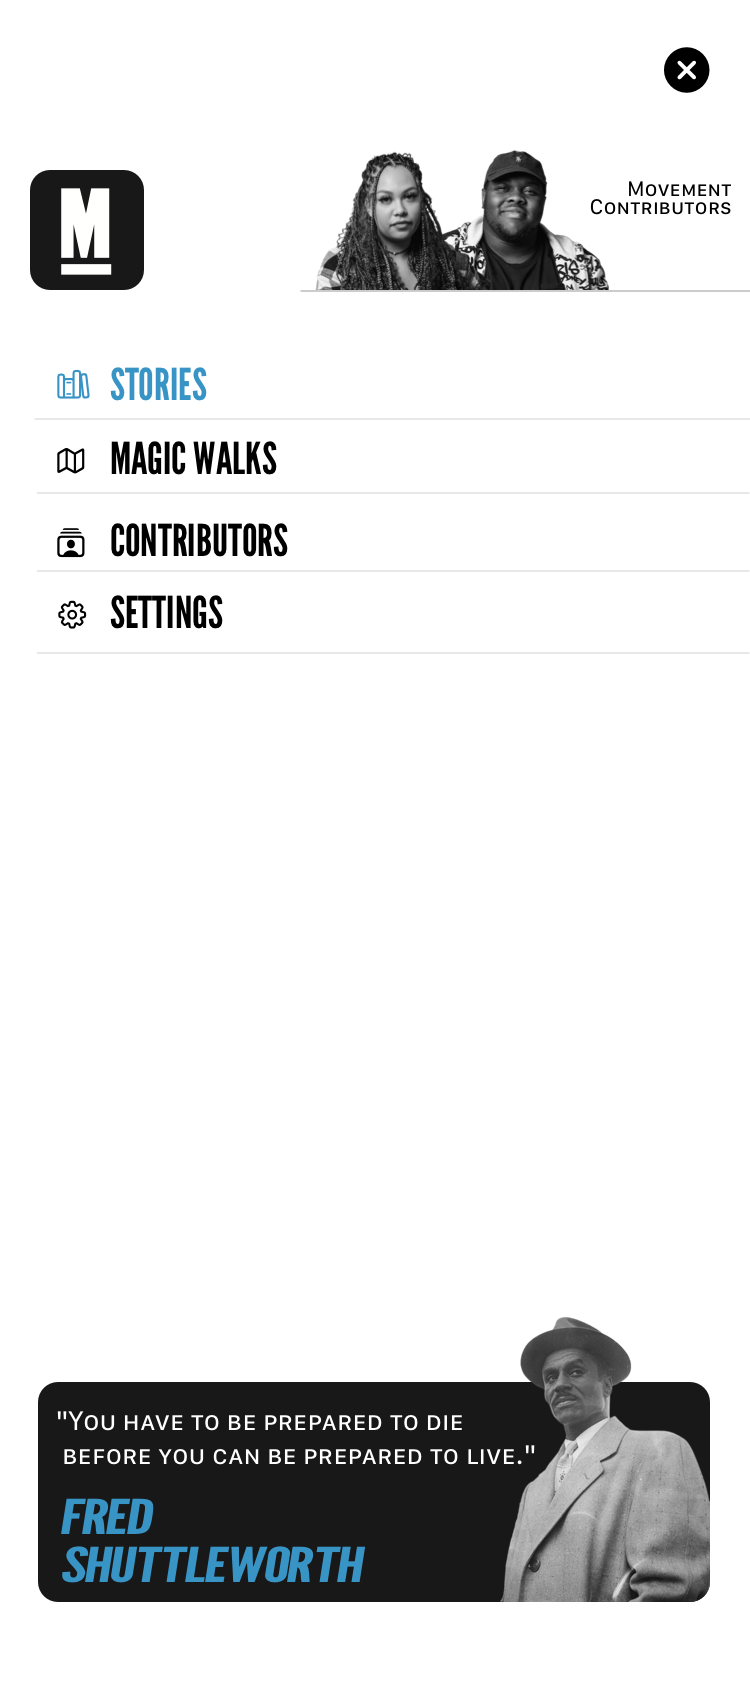 M
MOVEMENT
CONTRIBUTORS
STORIES
MAGIC WALKS
CONTRIBUTORS
SETTINGS
"YOU HAVE TO BE PREPARED TO DIE
BEFORE YOU CAN BE PREPARED TO LIVE."
FRED
SHUTTLEWORTH